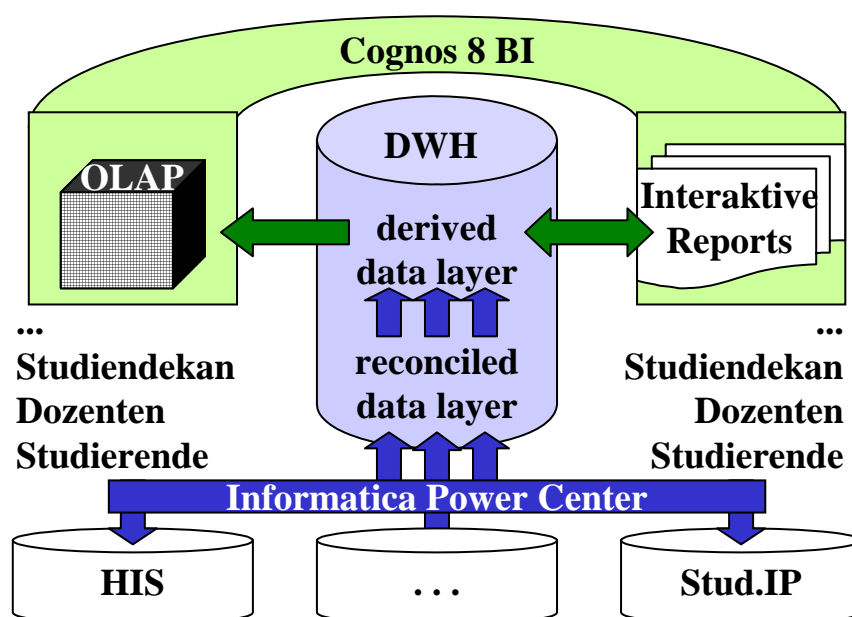 Cognos 8 BI
OLAP
DWH
derived
data layer
reconciled
data layer
Interaktive
Reports
...
Studiendekan
Dozenten
Studierende
...
Studiendekan
Dozenten
Studierende
Informatica Power Center
HIS
. . .
Stud.IP